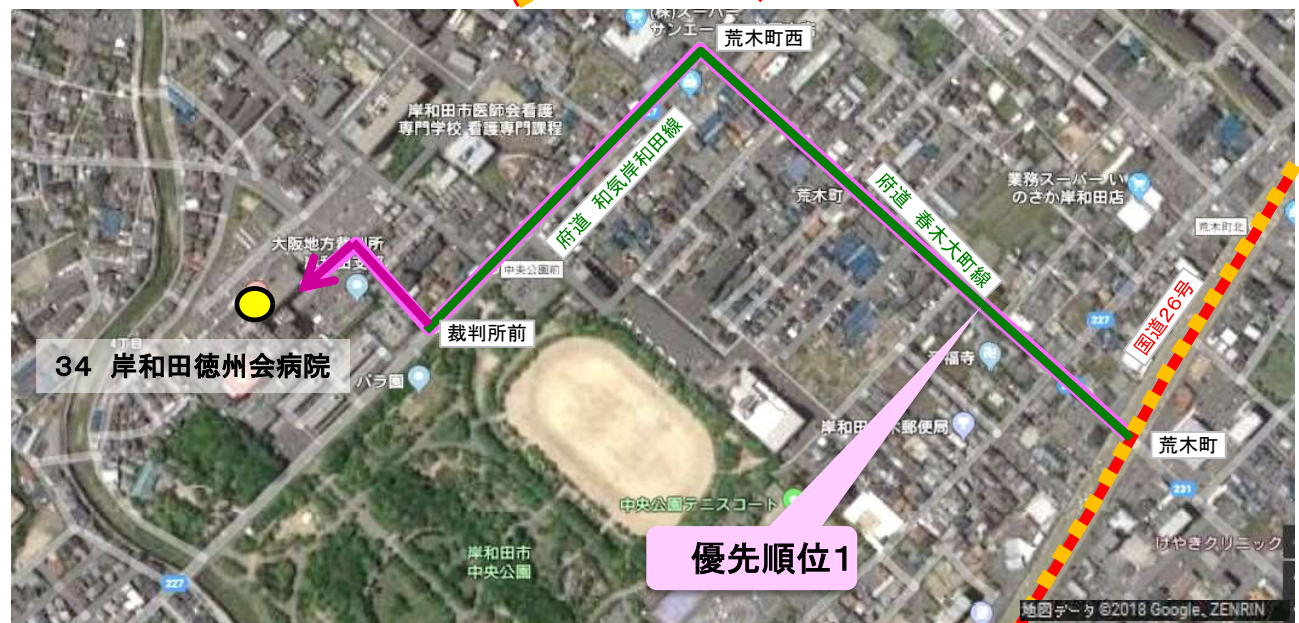 サンエー
荒木町西
227
岸和田市医師会看護
専門学校 看護専門課程
府道 和気岸和田線
荒木町
府道 春木大町線
業務スーパー い
のさか岸和田店
荒木町北
大阪地方裁判所
中央公園前
国道26号
裁判所前
4丁目
34 岸和田徳州会病院
バラ園
福寺
岸和田
郵便局
荒木町
231
中央公園テニスコート
優先順位1
けやきクリニック
岸和田市
中央公園
227
地図データ ©2018 Google、ZENRIN